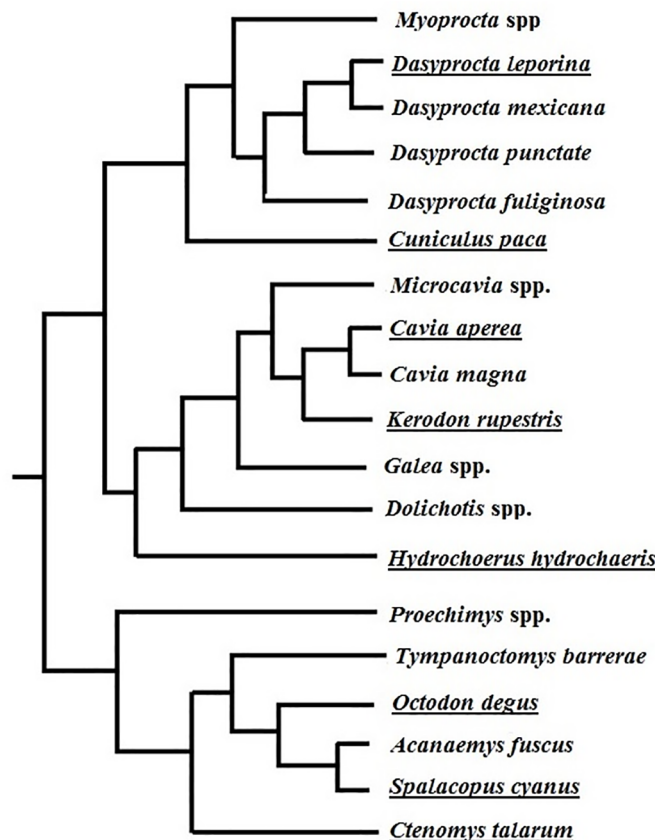 Myoprocta spp
Dasyprocta leporina
Dasyprocta mexicana
Dasyprocta punctate
Dasyprocta fuliginosa
Cuniculus paca
Microcavia spp.
Cavia aperea
Cavia magna
Kerodon rupestris
Galea spp.
Dolichotis spp.
Hydrochoerus hydrochaeris
Proechimys spp.
Tympanoctomys barrerae
Octodon degus
Acanaemys fuscus
Spalacopus cyanus
Ctenomys talarum